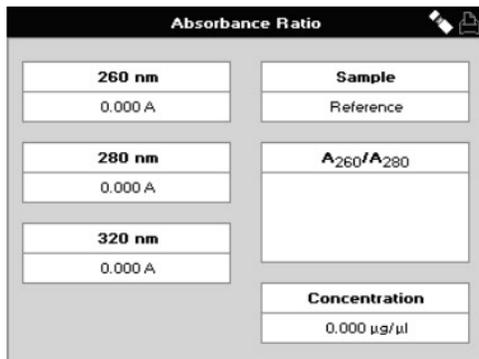 Absorbance Ratio
260 nm
0.000 A
280 nm
0.000 A
320 nm
0.000 A
Sample
Reference
A260/A280
Concentration
0.000 µg/µl